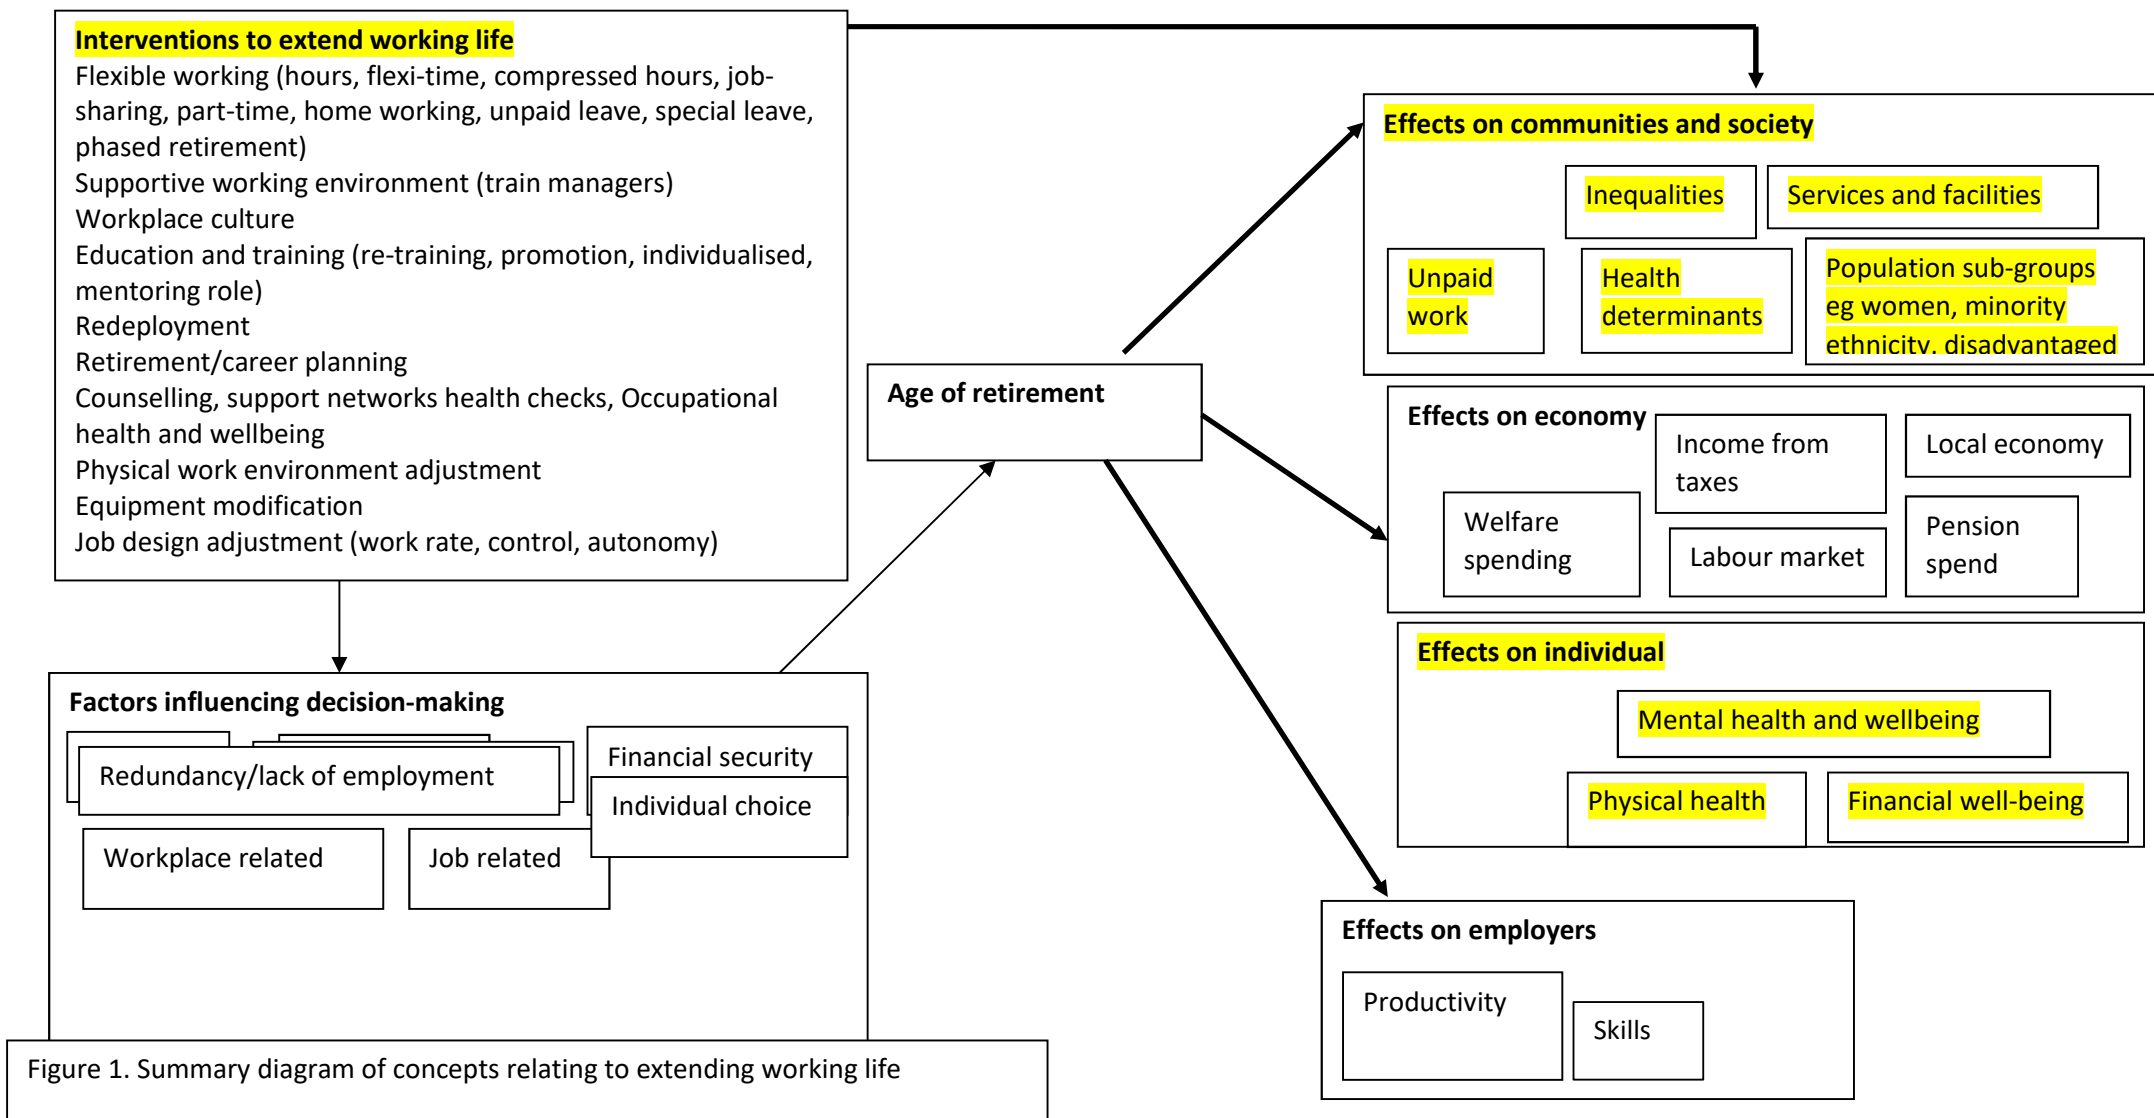 Interventions to extend working life
Flexible working (hours, flexi-time, compressed hours, job-
sharing, part-time, home working, unpaid leave, special leave,
phased retirement)
Supportive working environment (train managers)
Workplace culture
Education and training (re-training, promotion, individualised,
mentoring role)
Redeployment
Retirement/career planning
Counselling, support networks health checks, Occupational
health and wellbeing
Physical work environment adjustment
Equipment modification
Job design adjustment (work rate, control, autonomy)
Factors influencing decision-making
Redundancy/lack of employment
Financial security
Individual choice
Workplace related
Job related
Age of retirement
Effects on communities and society
Inequalities
Services and facilities
Unpaid
work
Health
determinants
Population sub-groups
eg women, minority
ethnicity, disadvantaged
Effects on economy
Income from
taxes
Local economy
Welfare
spending
Labour market
Pension
spend
Effects on individual
Mental health and wellbeing
Physical health
Financial well-being
Effects on employers
Productivity
Skills
Figure 1. Summary diagram of concepts relating to extending working life